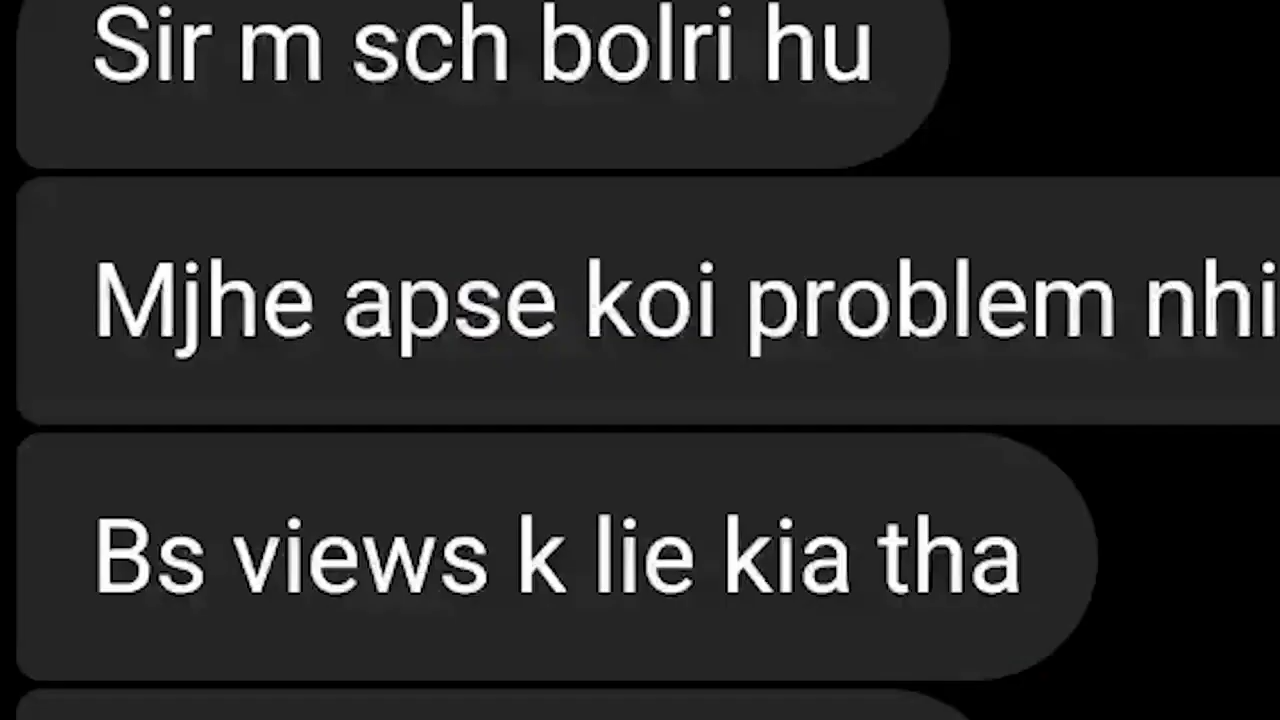 Sir m sch bolri hu
Mjhe apse koi problem nhi
Bs views k lie kia tha